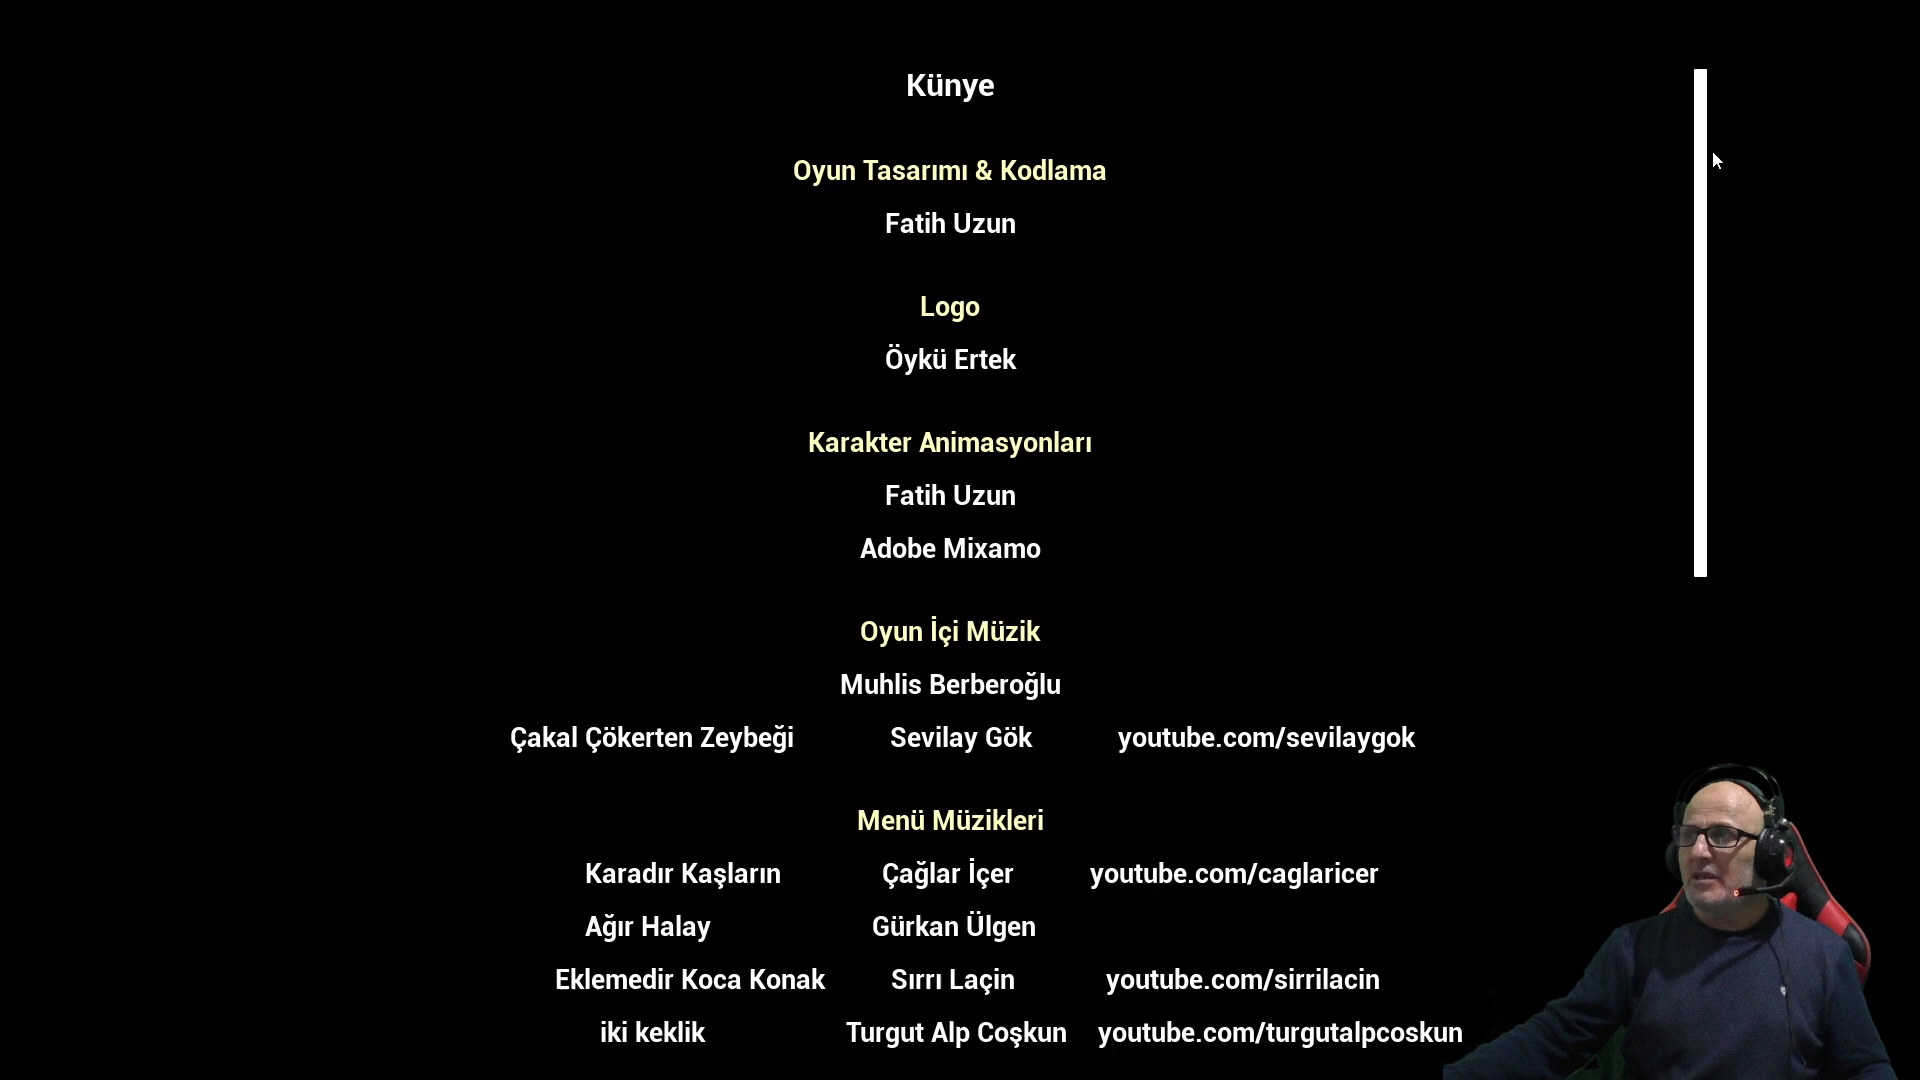 Künye
Oyun Tasarımı & Kodlama
Fatih Uzun
Logo
Öykü Ertek
Karakter Animasyonları
Fatih Uzun
Adobe Mixamo
Oyun İçi Müzik
Muhlis Berberoğlu
Çakal Çökerten Zeybeği Sevilay Gök youtube.com/sevilaygok
Menü Müzikleri
Karadır Kaşların Çağlar İçer youtube.com/caglaricer
Ağır Halay Gürkan Ülgen
Eklemedir Koca Konak Sırrı Laçin youtube.com/sirrilacin
iki keklik Turgut Alp Coşkun youtube.com/turgutalpcoskun